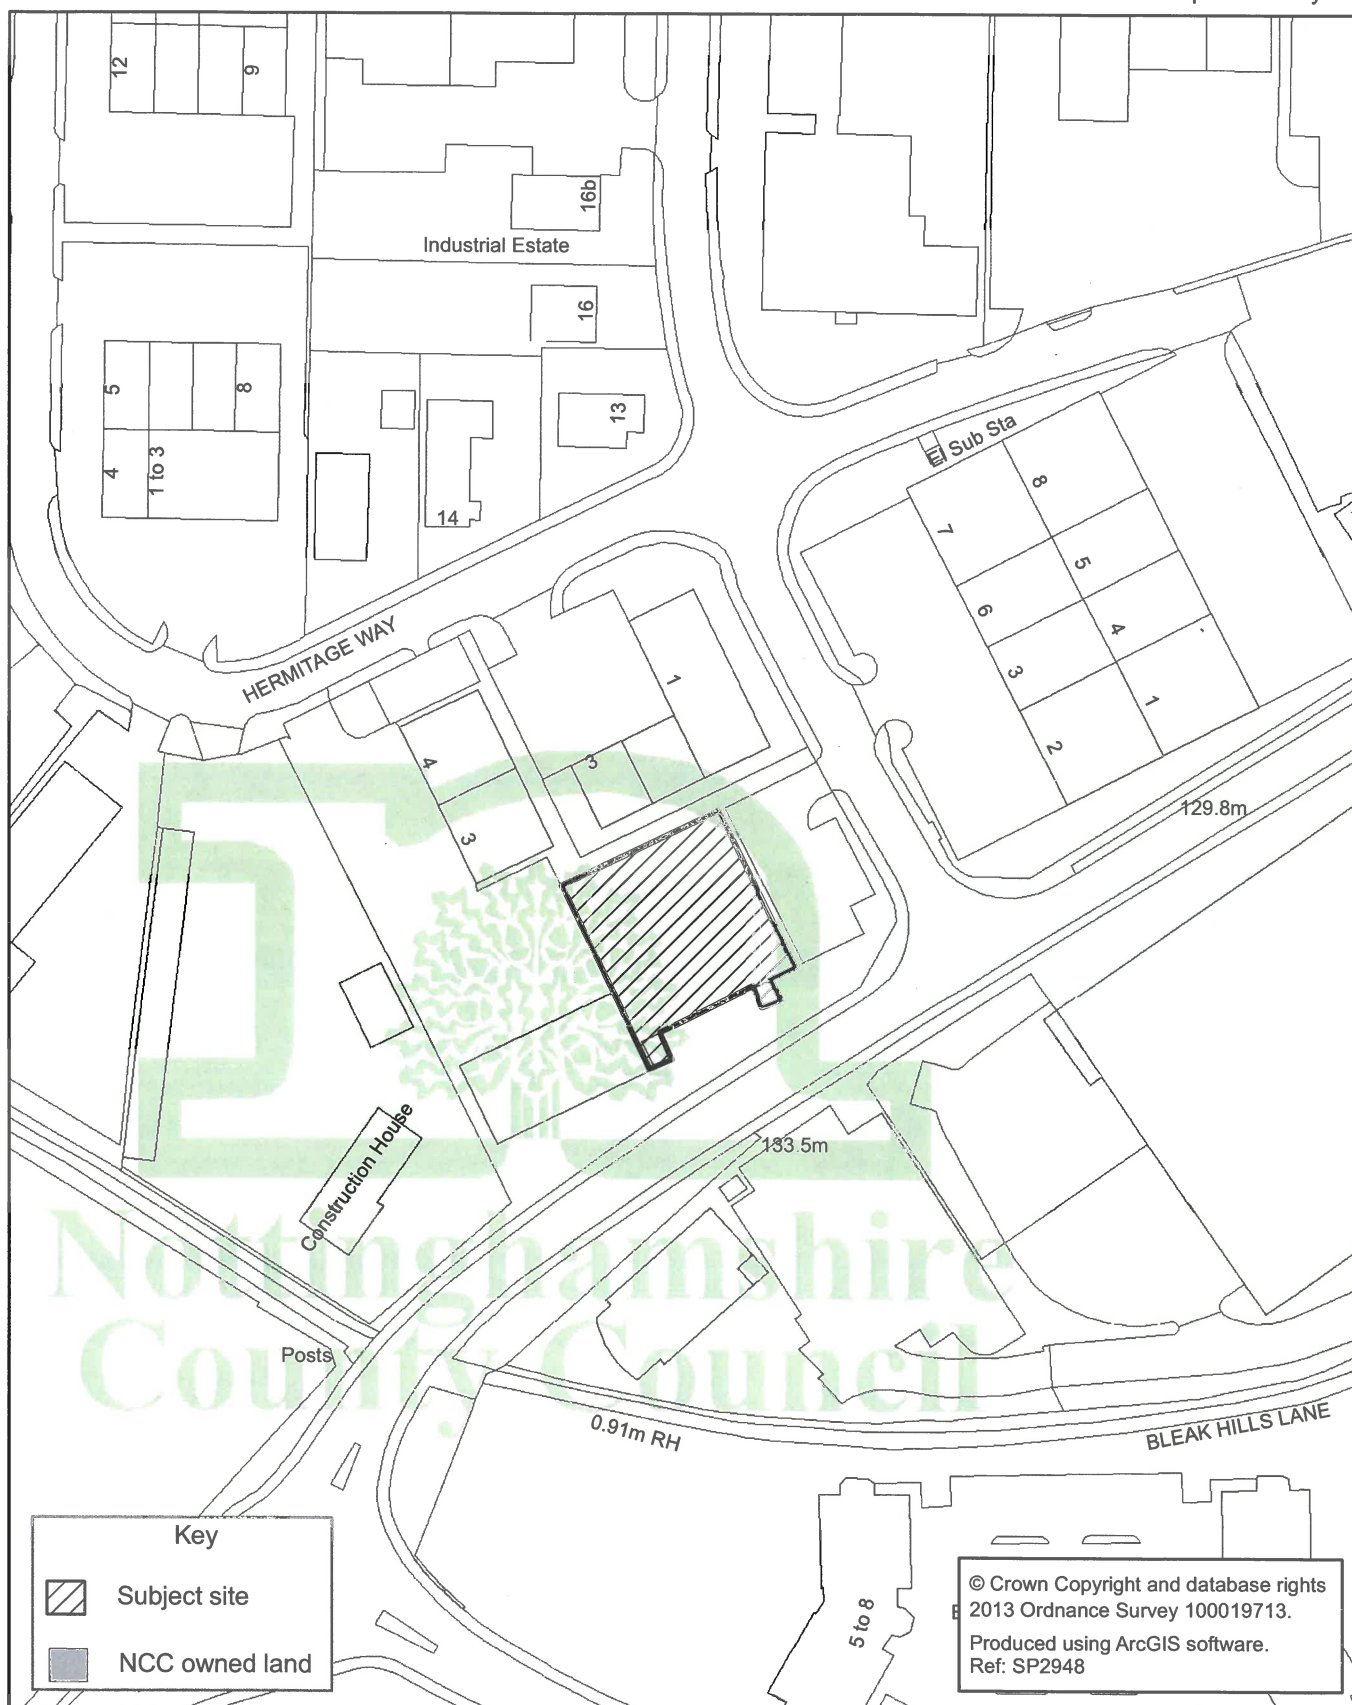 12
9
16b
Industrial Estate
16
5
8
13
4
1 to 3
14
El Sub Sta
8
7
5
6
4
3
1
2
HERMITAGE WAY
1
4
3
3
129.8m
133.5m
Construction House
Nottinghamshire
County Council
Posts
0.91m RH
BLEAK HILLS LANE
5 to 8
Key
Subject site
NCC owned land
© Crown Copyright and database rights
2013 Ordnance Survey 100019713.
Produced using ArcGIS software.
Ref: SP2948